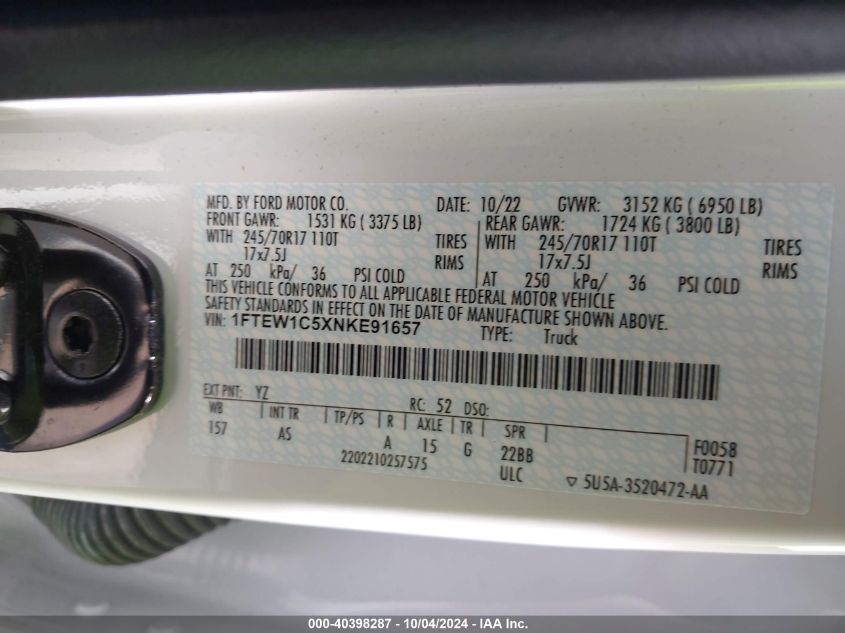 MFD. BY FORD MOTOR CO. DATE: 10/22 GVWR: 3152 KG ( 6950 LB)
FRONT GAWR: 1531 KG ( 3375 LB) REAR GAWR: 1724 KG ( 3800 LB)
WITH 245/70R17 110T TIRES WITH 245/70R17 110T TIRES
17x7.5J RIMS 17x7.5J RIMS
AT 250 kPa/ 36 PSI COLD AT 250 kPa/ 36 PSI COLD
THIS VEHICLE CONFORMS TO ALL APPLICABLE FEDERAL MOTOR VEHICLE
SAFETY STANDARDS IN EFFECT ON THE DATE OF MANUFACTURE SHOWN ABOVE.
VIN: 1FTEW1C5XNKE91657 TYPE: Truck
EXT PNT: YZ RC: 52 DSO:
WB INT TR TP/PS R AXLE TR SPR
157 AS A 15 G 22BB F0058
2202210257575 ULC T0771
▽ 5U5A-3520472-AA
000-40398287 - 10/04/2024 - IAA Inc.